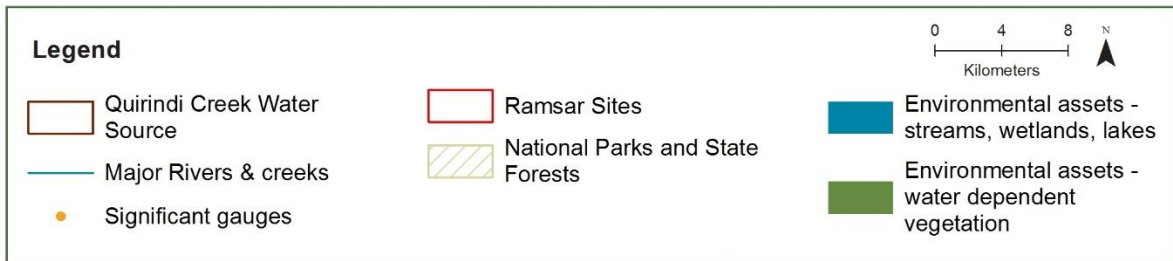 Legend
0 4 8
Kilometers
N
Quirindi Creek Water
Source
Major Rivers & creeks
Significant gauges
Ramsar Sites
National Parks and State
Forests
Environmental assets -
streams, wetlands, lakes
Environmental assets -
water dependent
vegetation